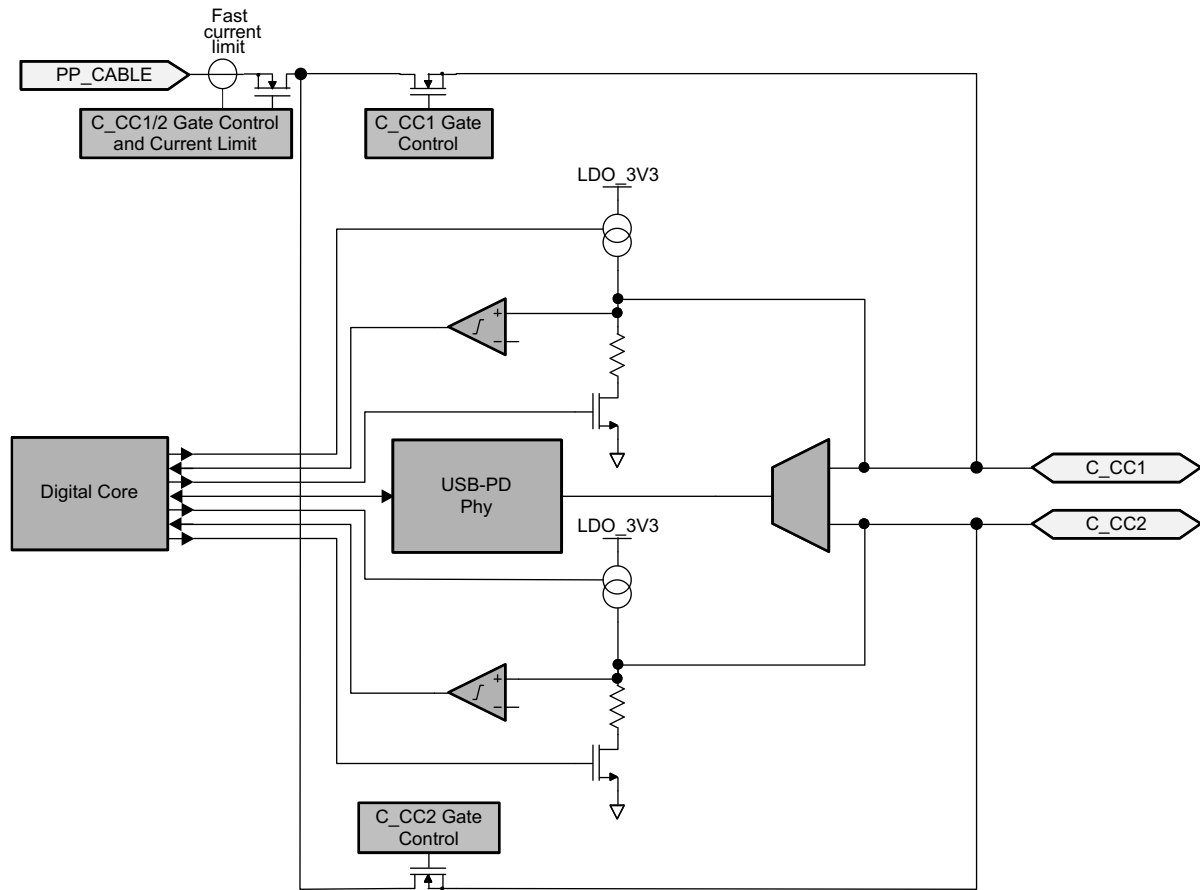 Fast
current
limit
PP_CABLE
C_CC1/2 Gate Control
and Current Limit
C_CC1 Gate
Control
LDO_3V3
+
−
Digital Core
USB-PD
Phy
C_CC1
C_CC2
LDO_3V3
+
−
C_CC2 Gate
Control